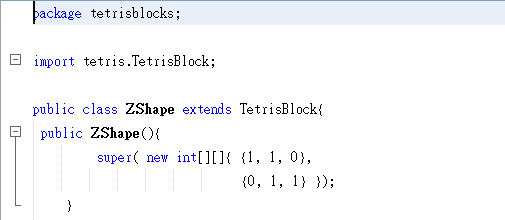 package tetrisblocks;
import tetris.TetrisBlock;
public class ZShape extends TetrisBlock{
public ZShape(){
super( new int[][]{ {1, 1, 0},
{0, 1, 1} });
}